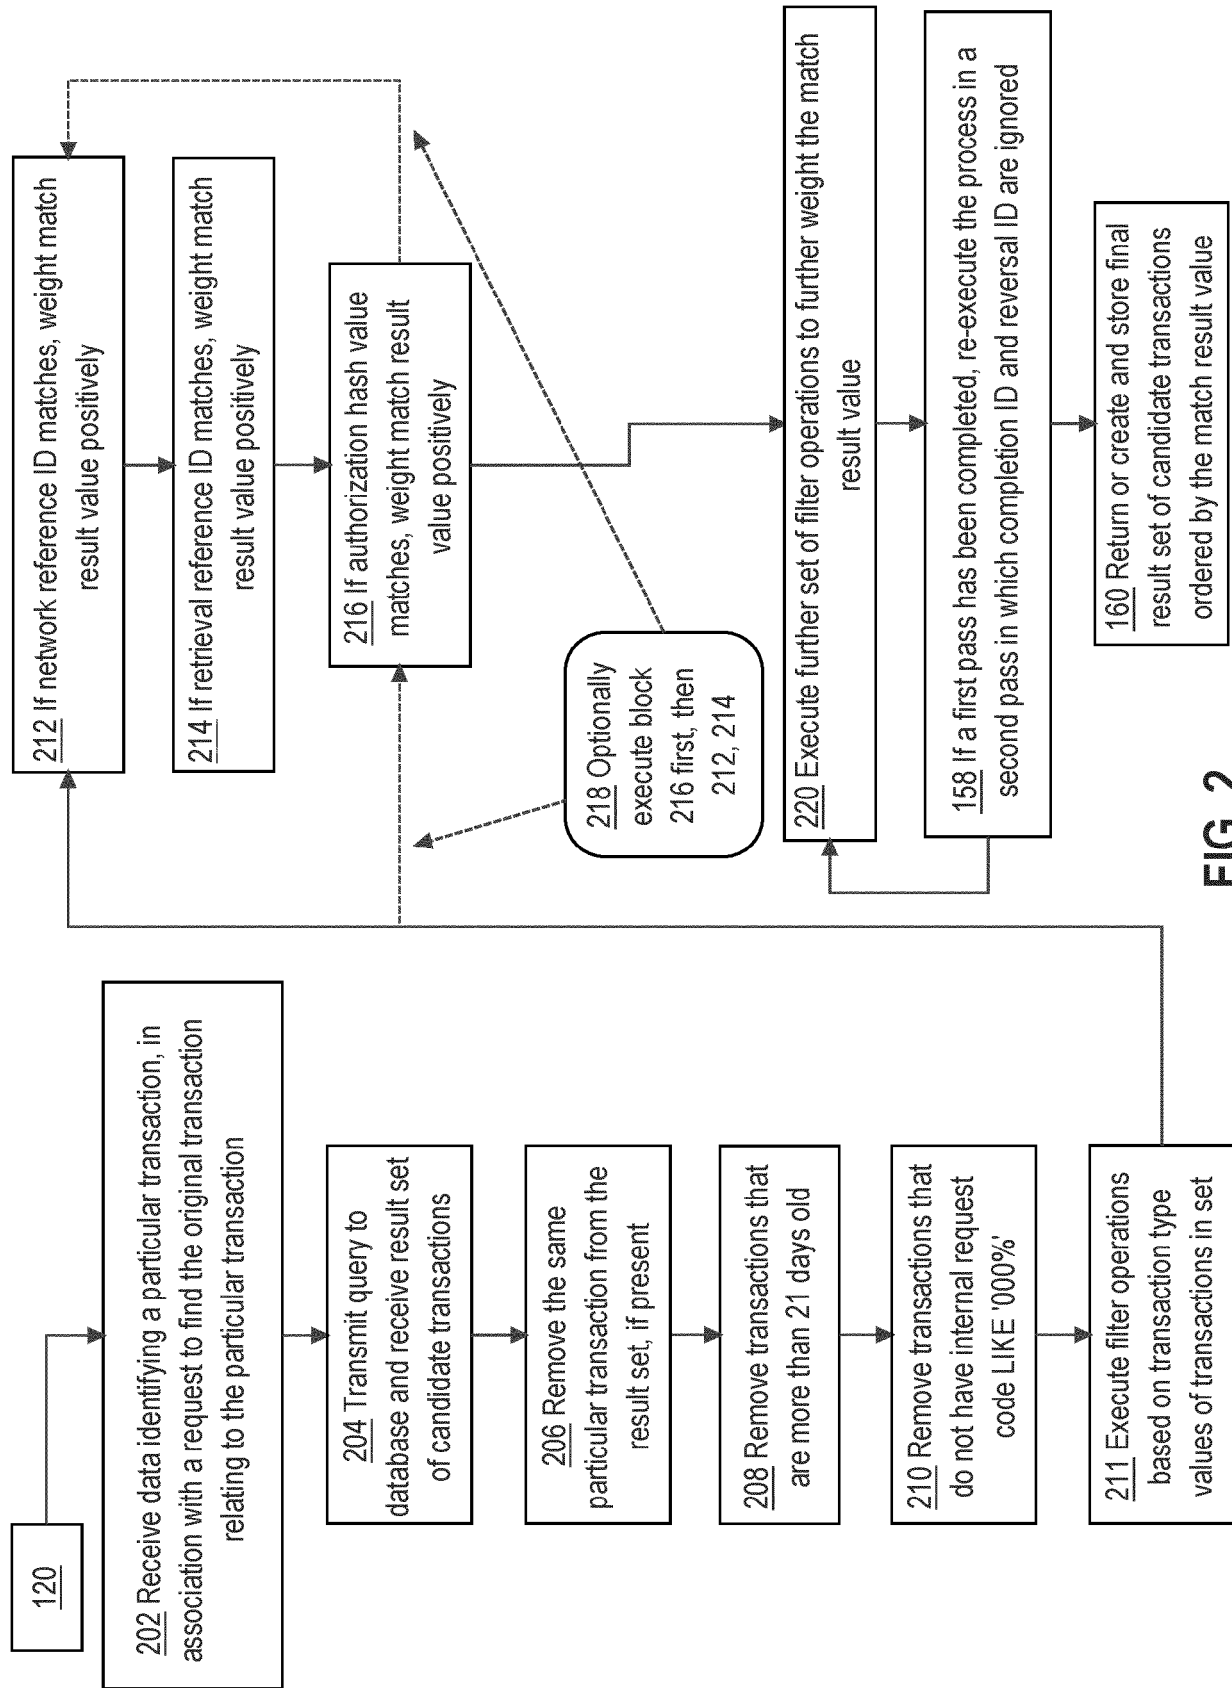 120
202 Receive data identifying a particular transaction, in
association with a request to find the original transaction
relating to the particular transaction
204 Transmit query to
database and receive result set
of candidate transactions
206 Remove the same
particular transaction from the
result set, if present
208 Remove transactions that
are more than 21 days old
210 Remove transactions that
do not have internal request
code LIKE '000%'
211 Execute filter operations
based on transaction type
values of transactions in set
212 If network reference ID matches, weight match
result value positively
214 If retrieval reference ID matches, weight match
result value positively
216 If authorization hash value
matches, weight match result
value positively
218 Optionally
execute block
216 first, then
212, 214
220 Execute further set of filter operations to further weight the match
result value
158 If a first pass has been completed, re-execute the process in a
second pass in which completion ID and reversal ID are ignored
160 Return or create and store final
result set of candidate transactions
ordered by the match result value
FIG. 2